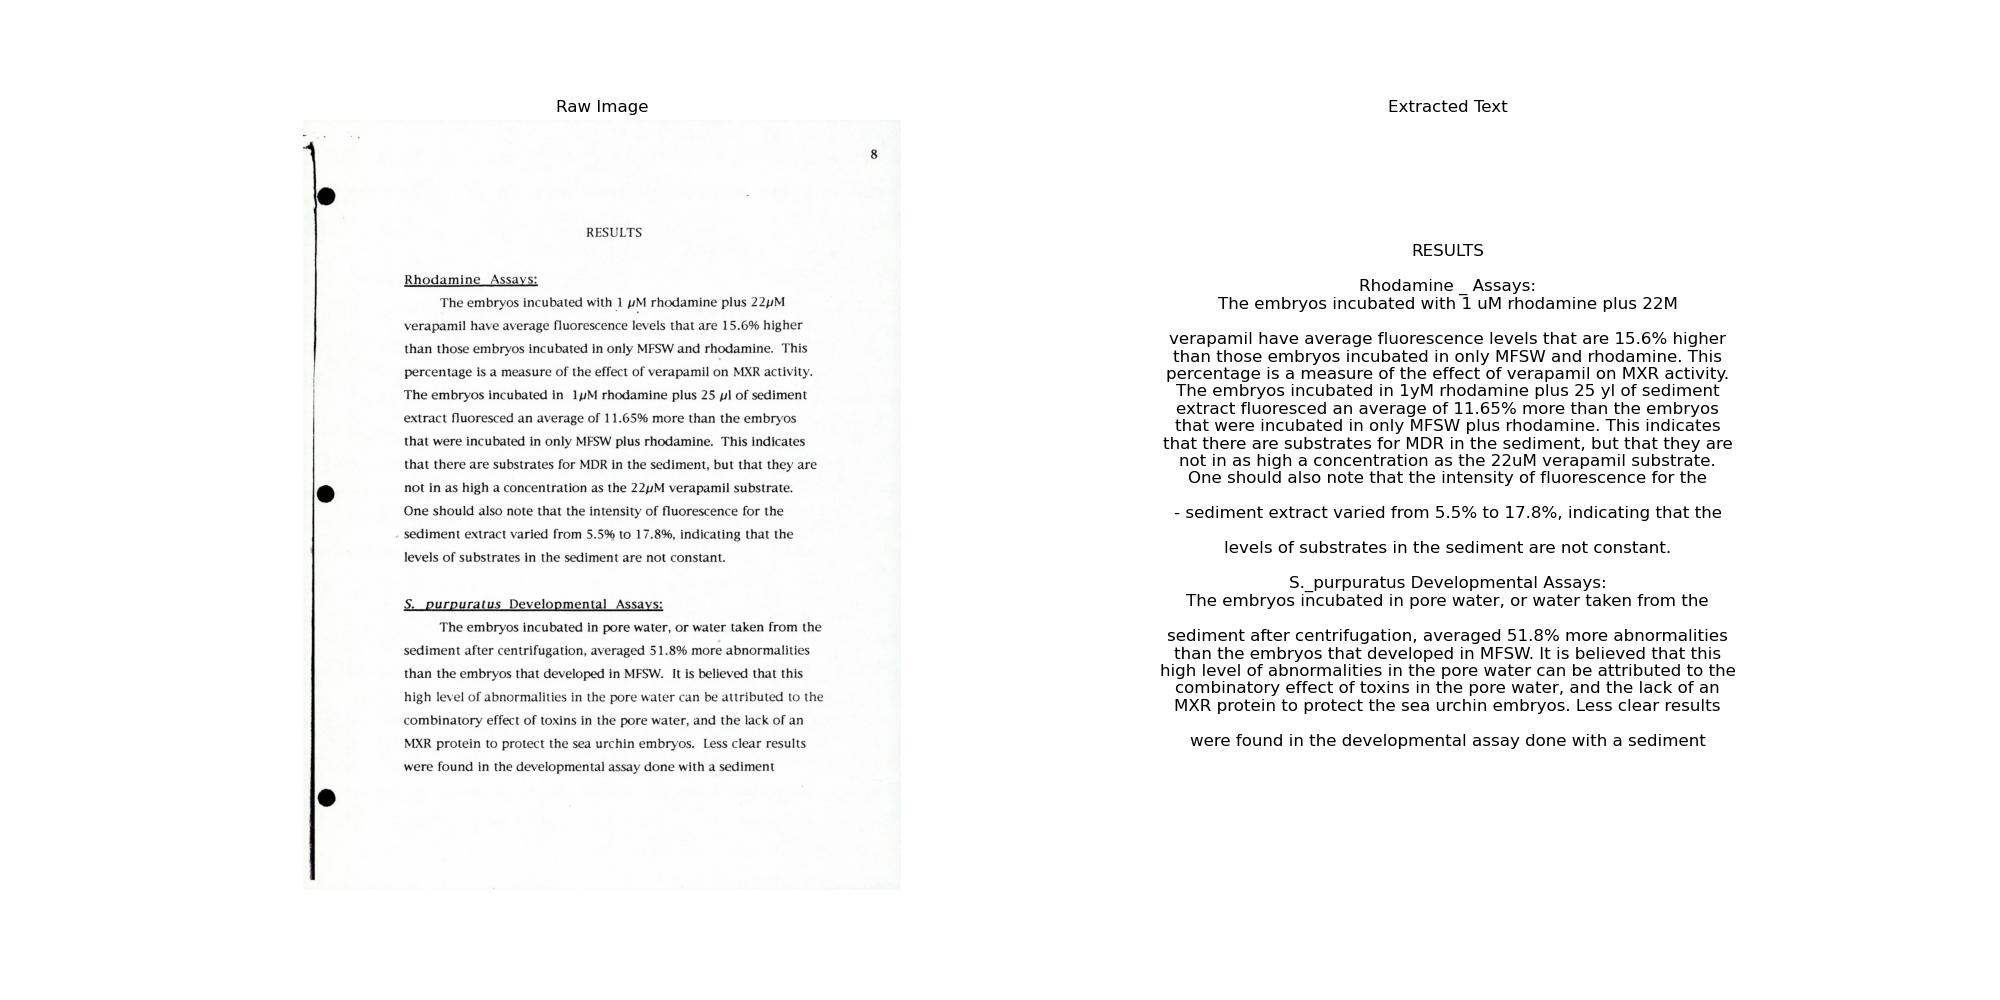 Raw Image
8
RESULTS
Rhodamine Assays:
The embryos incubated with 1 µM rhodamine plus 22µM
verapamil have average fluorescence levels that are 15.6% higher
than those embryos incubated in only MFSW and rhodamine. This
percentage is a measure of the effect of verapamil on MXR activity.
The embryos incubated in 1µM rhodamine plus 25 µl of sediment
extract fluoresced an average of 11.65% more than the embryos
that were incubated in only MFSW plus rhodamine. This indicates
that there are substrates for MDR in the sediment, but that they are
not in as high a concentration as the 22µM verapamil substrate.
One should also note that the intensity of fluorescence for the
sediment extract varied from 5.5% to 17.8%, indicating that the
levels of substrates in the sediment are not constant.
S. purpuratus Developmental Assays:
The embryos incubated in pore water, or water taken from the
sediment after centrifugation, averaged 51.8% more abnormalities
than the embryos that developed in MFSW. It is believed that this
high level of abnormalities in the pore water can be attributed to the
combinatory effect of toxins in the pore water, and the lack of an
MXR protein to protect the sea urchin embryos. Less clear results
were found in the developmental assay done with a sediment
Extracted Text
RESULTS
Rhodamine _ Assays:
The embryos incubated with 1 uM rhodamine plus 22M
verapamil have average fluorescence levels that are 15.6% higher
than those embryos incubated in only MFSW and rhodamine. This
percentage is a measure of the effect of verapamil on MXR activity.
The embryos incubated in 1yM rhodamine plus 25 yl of sediment
extract fluoresced an average of 11.65% more than the embryos
that were incubated in only MFSW plus rhodamine. This indicates
that there are substrates for MDR in the sediment, but that they are
not in as high a concentration as the 22uM verapamil substrate.
One should also note that the intensity of fluorescence for the
- sediment extract varied from 5.5% to 17.8%, indicating that the
levels of substrates in the sediment are not constant.
S._purpuratus Developmental Assays:
The embryos incubated in pore water, or water taken from the
sediment after centrifugation, averaged 51.8% more abnormalities
than the embryos that developed in MFSW. It is believed that this
high level of abnormalities in the pore water can be attributed to the
combinatory effect of toxins in the pore water, and the lack of an
MXR protein to protect the sea urchin embryos. Less clear results
were found in the developmental assay done with a sediment